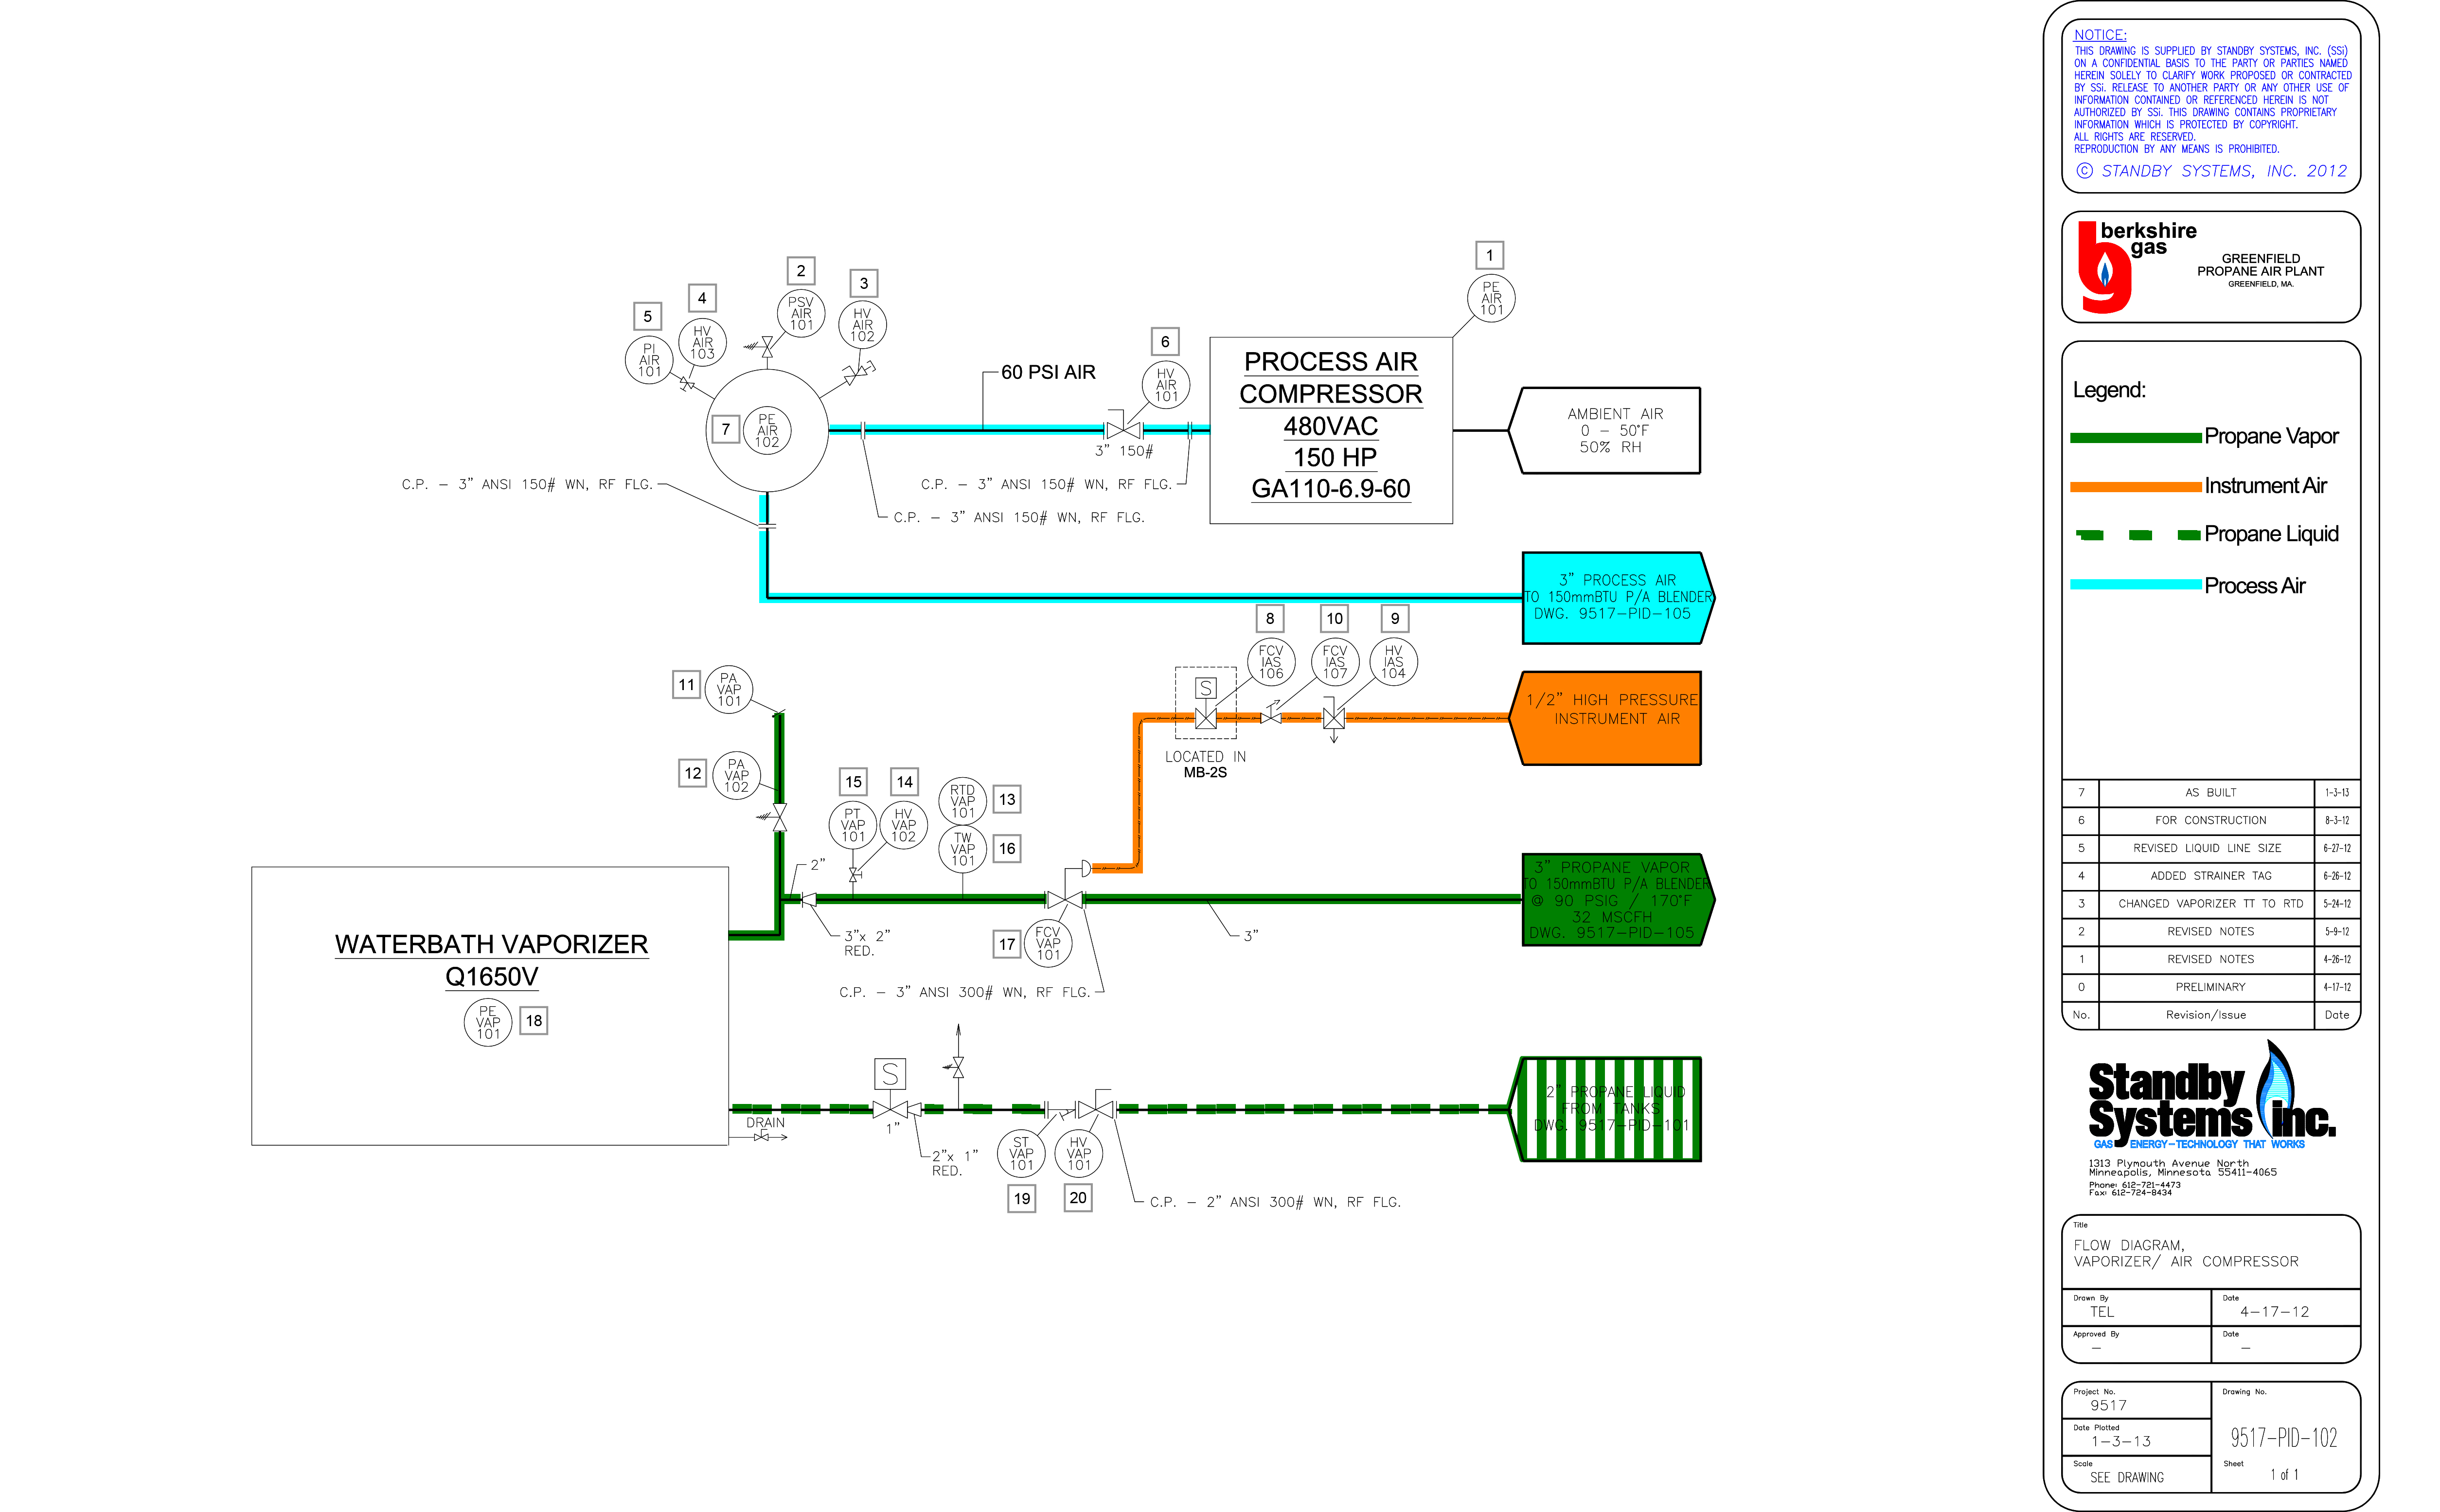 1
PE
AIR
101
2
PSV
AIR
101
3
HV
AIR
102
4
HV
AIR
103
5
PI
AIR
101
6
HV
AIR
101
7
PE
AIR
102
60 PSI AIR
3" 150#
PROCESS AIR
COMPRESSOR
480VAC
150 HP
GA110-6.9-60
AMBIENT AIR
0 - 50°F
50% RH
C.P. - 3" ANSI 150# WN, RF FLG.
C.P. - 3" ANSI 150# WN, RF FLG.
C.P. - 3" ANSI 150# WN, RF FLG.
3" PROCESS AIR
TO 150mmBTU P/A BLENDER
DWG. 9517-PID-105
8
FCV
IAS
106
10
FCV
IAS
107
9
HV
IAS
104
S
LOCATED IN
MB-2S
1/2" HIGH PRESSURE
INSTRUMENT AIR
11
PA
VAP
101
12
PA
VAP
102
15
PT
VAP
101
14
HV
VAP
102
RTD
VAP
101
13
TW
VAP
101
16
2"
3"x 2"
RED.
17
FCV
VAP
101
3"
C.P. - 3" ANSI 300# WN, RF FLG.
3" PROPANE VAPOR
TO 150mmBTU P/A BLENDER
@ 90 PSIG / 170°F
32 MSCFH
DWG. 9517-PID-105
WATERBATH VAPORIZER
Q1650V
PE
VAP
101
18
DRAIN
S
1"
2"x 1"
RED.
ST
VAP
101
19
HV
VAP
101
20
C.P. - 2" ANSI 300# WN, RF FLG.
2" PROPANE LIQUID
FROM TANKS
DWG. 9517-PID-101
NOTICE:
THIS DRAWING IS SUPPLIED BY STANDBY SYSTEMS, INC. (SSi)
ON A CONFIDENTIAL BASIS TO THE PARTY OR PARTIES NAMED
HEREIN SOLELY TO CLARIFY WORK PROPOSED OR CONTRACTED
BY SSi. RELEASE TO ANOTHER PARTY OR ANY OTHER USE OF
INFORMATION CONTAINED OR REFERENCED HEREIN IS NOT
AUTHORIZED BY SSi. THIS DRAWING CONTAINS PROPRIETARY
INFORMATION WHICH IS PROTECTED BY COPYRIGHT.
ALL RIGHTS ARE RESERVED.
REPRODUCTION BY ANY MEANS IS PROHIBITED.
© STANDBY SYSTEMS, INC. 2012
berkshire
gas
GREENFIELD
PROPANE AIR PLANT
GREENFIELD, MA.
Legend:
Propane Vapor
Instrument Air
Propane Liquid
Process Air
7 AS BUILT 1-3-13
6 FOR CONSTRUCTION 8-3-12
5 REVISED LIQUID LINE SIZE 6-27-12
4 ADDED STRAINER TAG 6-26-12
3 CHANGED VAPORIZER TT TO RTD 5-24-12
2 REVISED NOTES 5-9-12
1 REVISED NOTES 4-26-12
0 PRELIMINARY 4-17-12
No. Revision/Issue Date
Standby
Systems inc.
GAS ENERGY-TECHNOLOGY THAT WORKS
1313 Plymouth Avenue North
Minneapolis, Minnesota 55411-4065
Phone: 612-721-4473
Fax: 612-724-8434
Title
FLOW DIAGRAM,
VAPORIZER/ AIR COMPRESSOR
Drawn By
TEL
Date
4-17-12
Approved By
-
Date
-
Project No.
9517
Date Plotted
1-3-13
Scale
SEE DRAWING
Drawing No.
9517-PID-102
Sheet
1 of 1